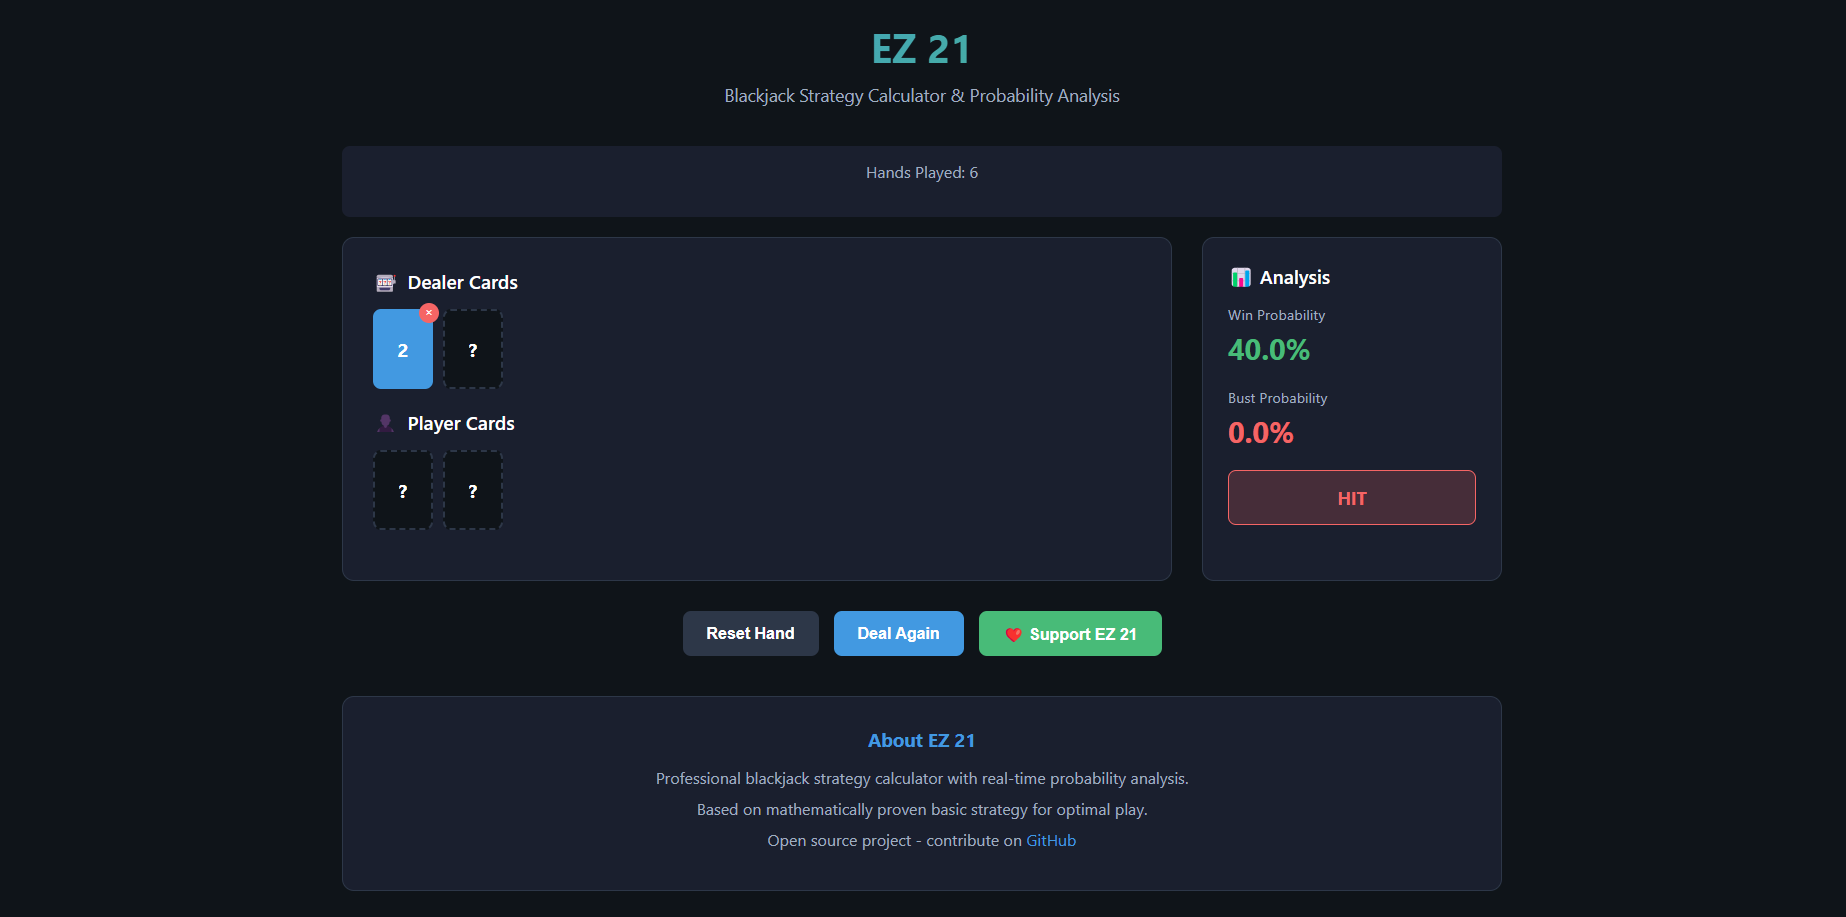 EZ 21
Blackjack Strategy Calculator & Probability Analysis
Hands Played: 6
Dealer Cards
2
×
?
Player Cards
?
?
Analysis
Win Probability
40.0%
Bust Probability
0.0%
HIT
Reset Hand
Deal Again
Support EZ 21
About EZ 21
Professional blackjack strategy calculator with real-time probability analysis.
Based on mathematically proven basic strategy for optimal play.
Open source project - contribute on GitHub